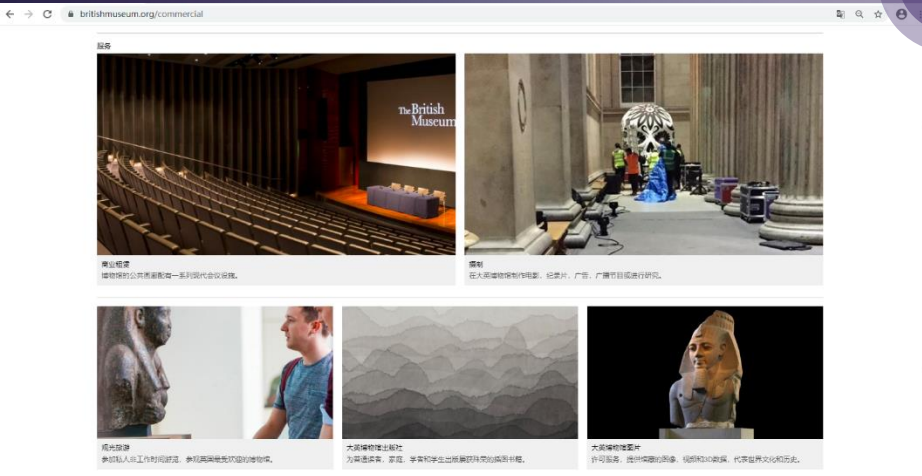 britishmuseum.org/commercial
服务
The British
Museum
商业租赁
博物馆的公共画廊配有一系列现代会议设施。
摄制
在大英博物馆制作电影、纪录片、广告、广播节目或进行研究。
观光旅游
参加私人非工作时间游览，参观英国最受欢迎的博物馆。
大英博物馆出版社
为普通读者、家庭、学者和学生出版屡获殊荣的插图书籍。
大英博物馆图片
许可服务，提供馆藏的图像、视频和3D数据，代表世界文化和历史。